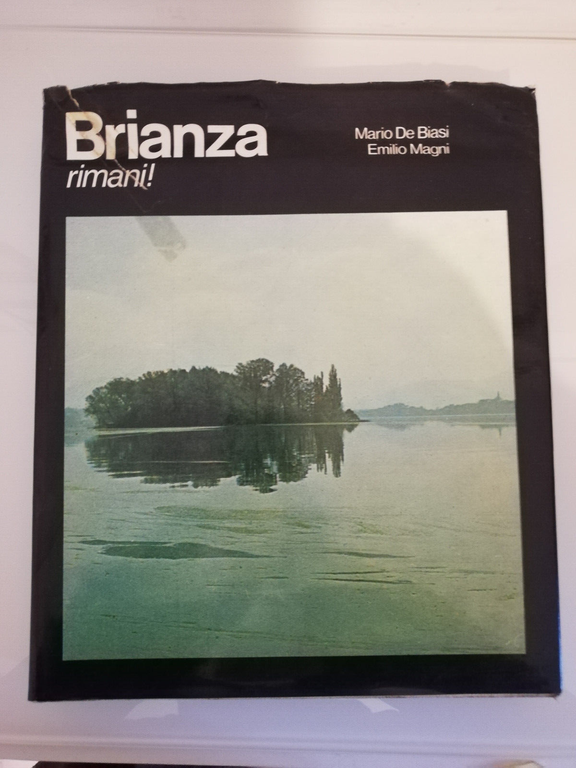 Brianza
rimani!
Mario De Biasi
Emilio Magni